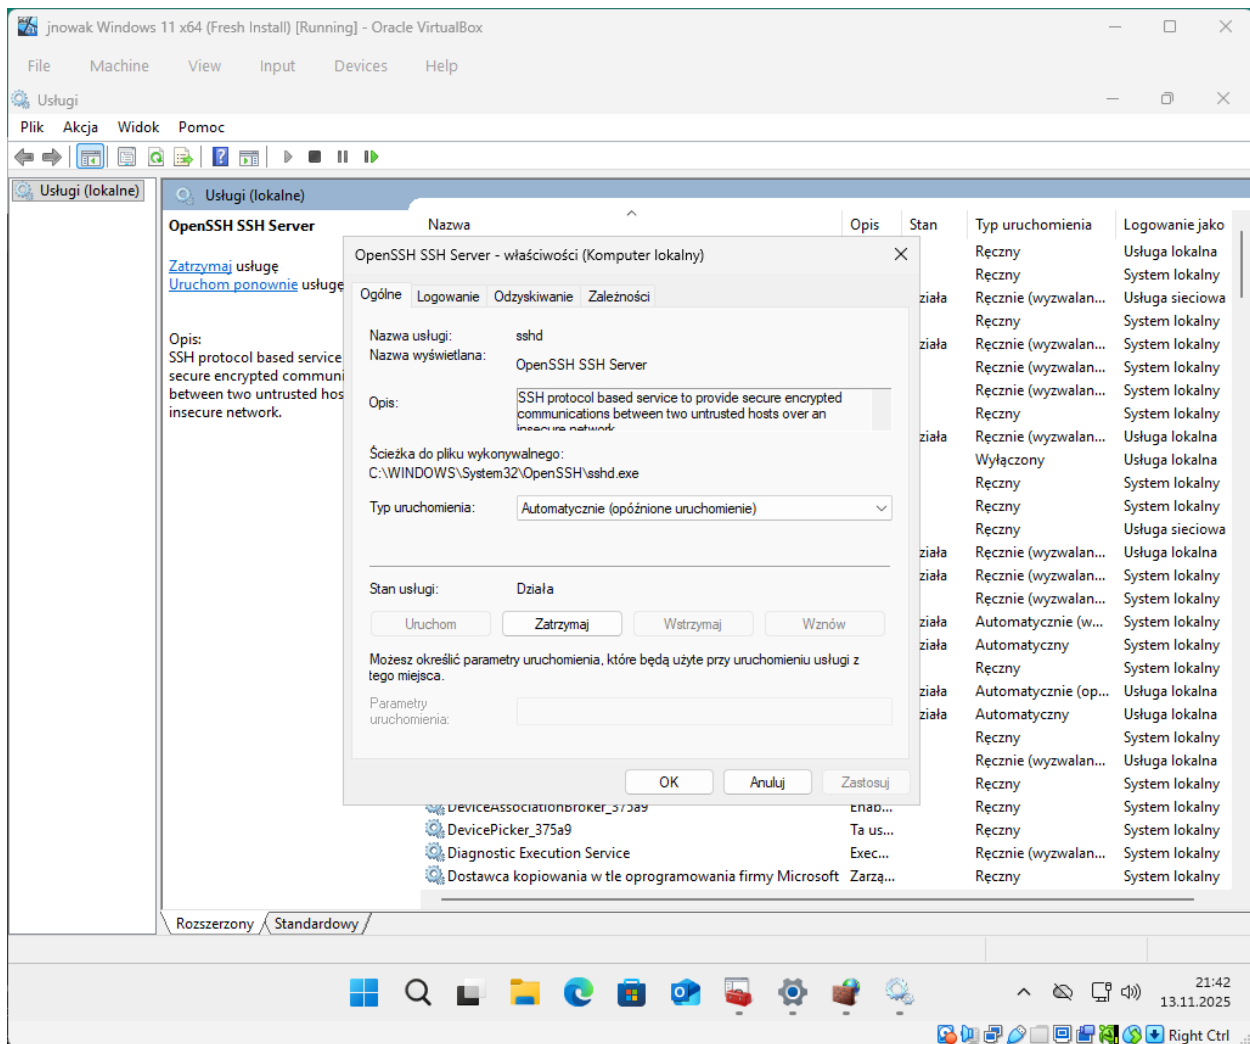 jnowak Windows 11 x64 (Fresh Install) [Running] - Oracle VirtualBox
File Machine View Input Devices Help
Usługi
Plik Akcja Widok Pomoc
Usługi (lokalne)
Usługi (lokalne)
OpenSSH SSH Server
Zatrzymaj usługę
Uruchom ponownie usługę
Opis:
SSH protocol based service
secure encrypted communi
between two untrusted hos
insecure network.
Nazwa Opis Stan Typ uruchomienia Logowanie jako
Ręczny Usługa lokalna
Ręczny System lokalny
ziała Ręcznie (wyzwalan... Usługa sieciowa
Ręczny System lokalny
ziała Ręcznie (wyzwalan... System lokalny
Ręcznie (wyzwalan... System lokalny
Ręcznie (wyzwalan... System lokalny
Ręczny System lokalny
ziała Ręcznie (wyzwalan... Usługa lokalna
Wyłączony Usługa lokalna
Ręczny System lokalny
Ręczny System lokalny
Ręczny Usługa sieciowa
ziała Ręcznie (wyzwalan... Usługa lokalna
ziała Ręcznie (wyzwalan... System lokalny
Ręcznie (wyzwalan... System lokalny
ziała Automatycznie (w... System lokalny
ziała Automatyczny System lokalny
Ręczny System lokalny
ziała Automatycznie (op... Usługa lokalna
ziała Automatyczny Usługa lokalna
Ręczny System lokalny
Ręcznie (wyzwalan... Usługa lokalna
Ręczny System lokalny
DeviceAssociationBroker_375a9 Enab... Ręczny System lokalny
DevicePicker_375a9 Ta us... Ręczny System lokalny
Diagnostic Execution Service Exec... Ręcznie (wyzwalan... System lokalny
Dostawca kopiowania w tle oprogramowania firmy Microsoft Zarzą... Ręczny System lokalny
OpenSSH SSH Server - właściwości (Komputer lokalny)
Ogólne Logowanie Odzyskiwanie Zależności
Nazwa usługi: sshd
Nazwa wyświetlana: OpenSSH SSH Server
Opis:
SSH protocol based service to provide secure encrypted
communications between two untrusted hosts over an
insecure network.
Ścieżka do pliku wykonywalnego:
C:\WINDOWS\System32\OpenSSH\sshd.exe
Typ uruchomienia: Automatycznie (opóźnione uruchomienie)
Stan usługi: Działa
Uruchom Zatrzymaj Wstrzymaj Wznów
Możesz określić parametry uruchomienia, które będą użyte przy uruchomieniu usługi z
tego miejsca.
Parametry
uruchomienia:
OK Anuluj Zastosuj
Rozszerzony Standardowy
21:42
13.11.2025
Right Ctrl